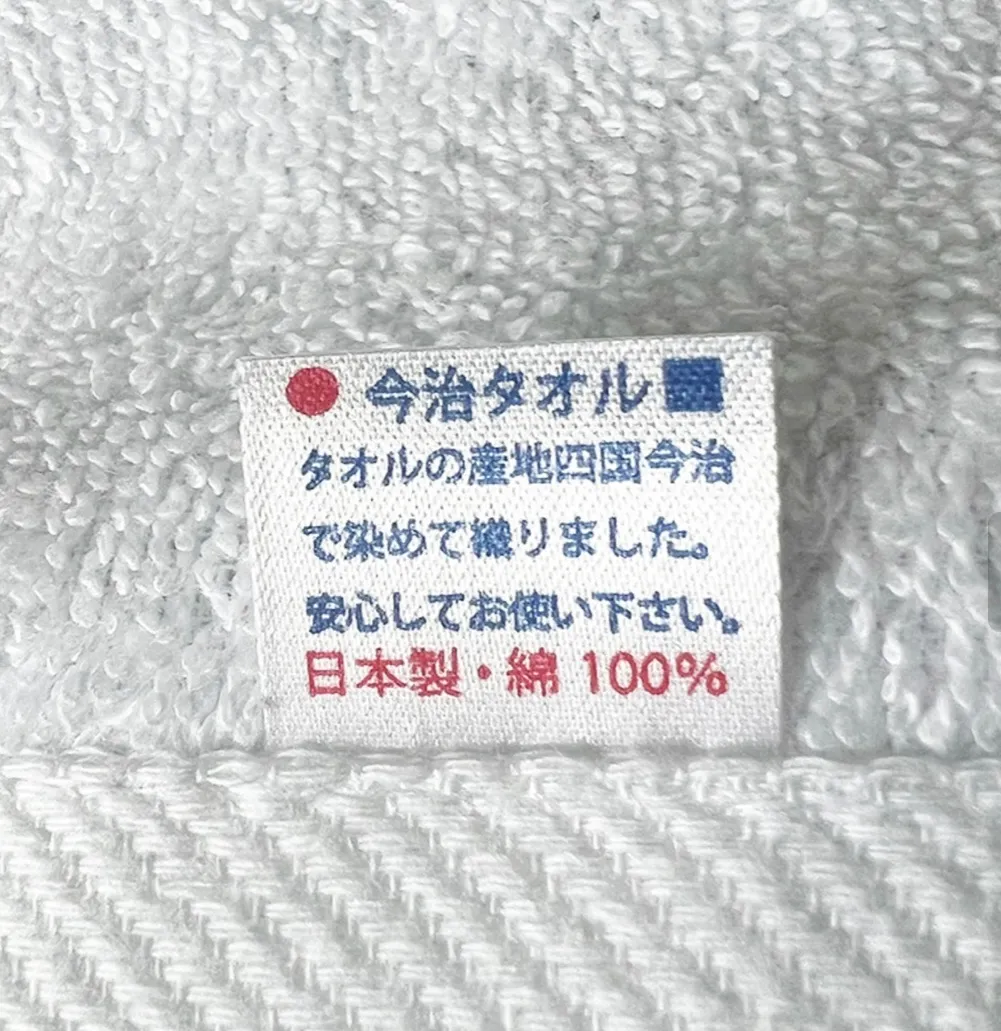 今治タオル
タオルの産地四国今治
で染めて織りました。
安心してお使い下さい。
日本製・綿 100%